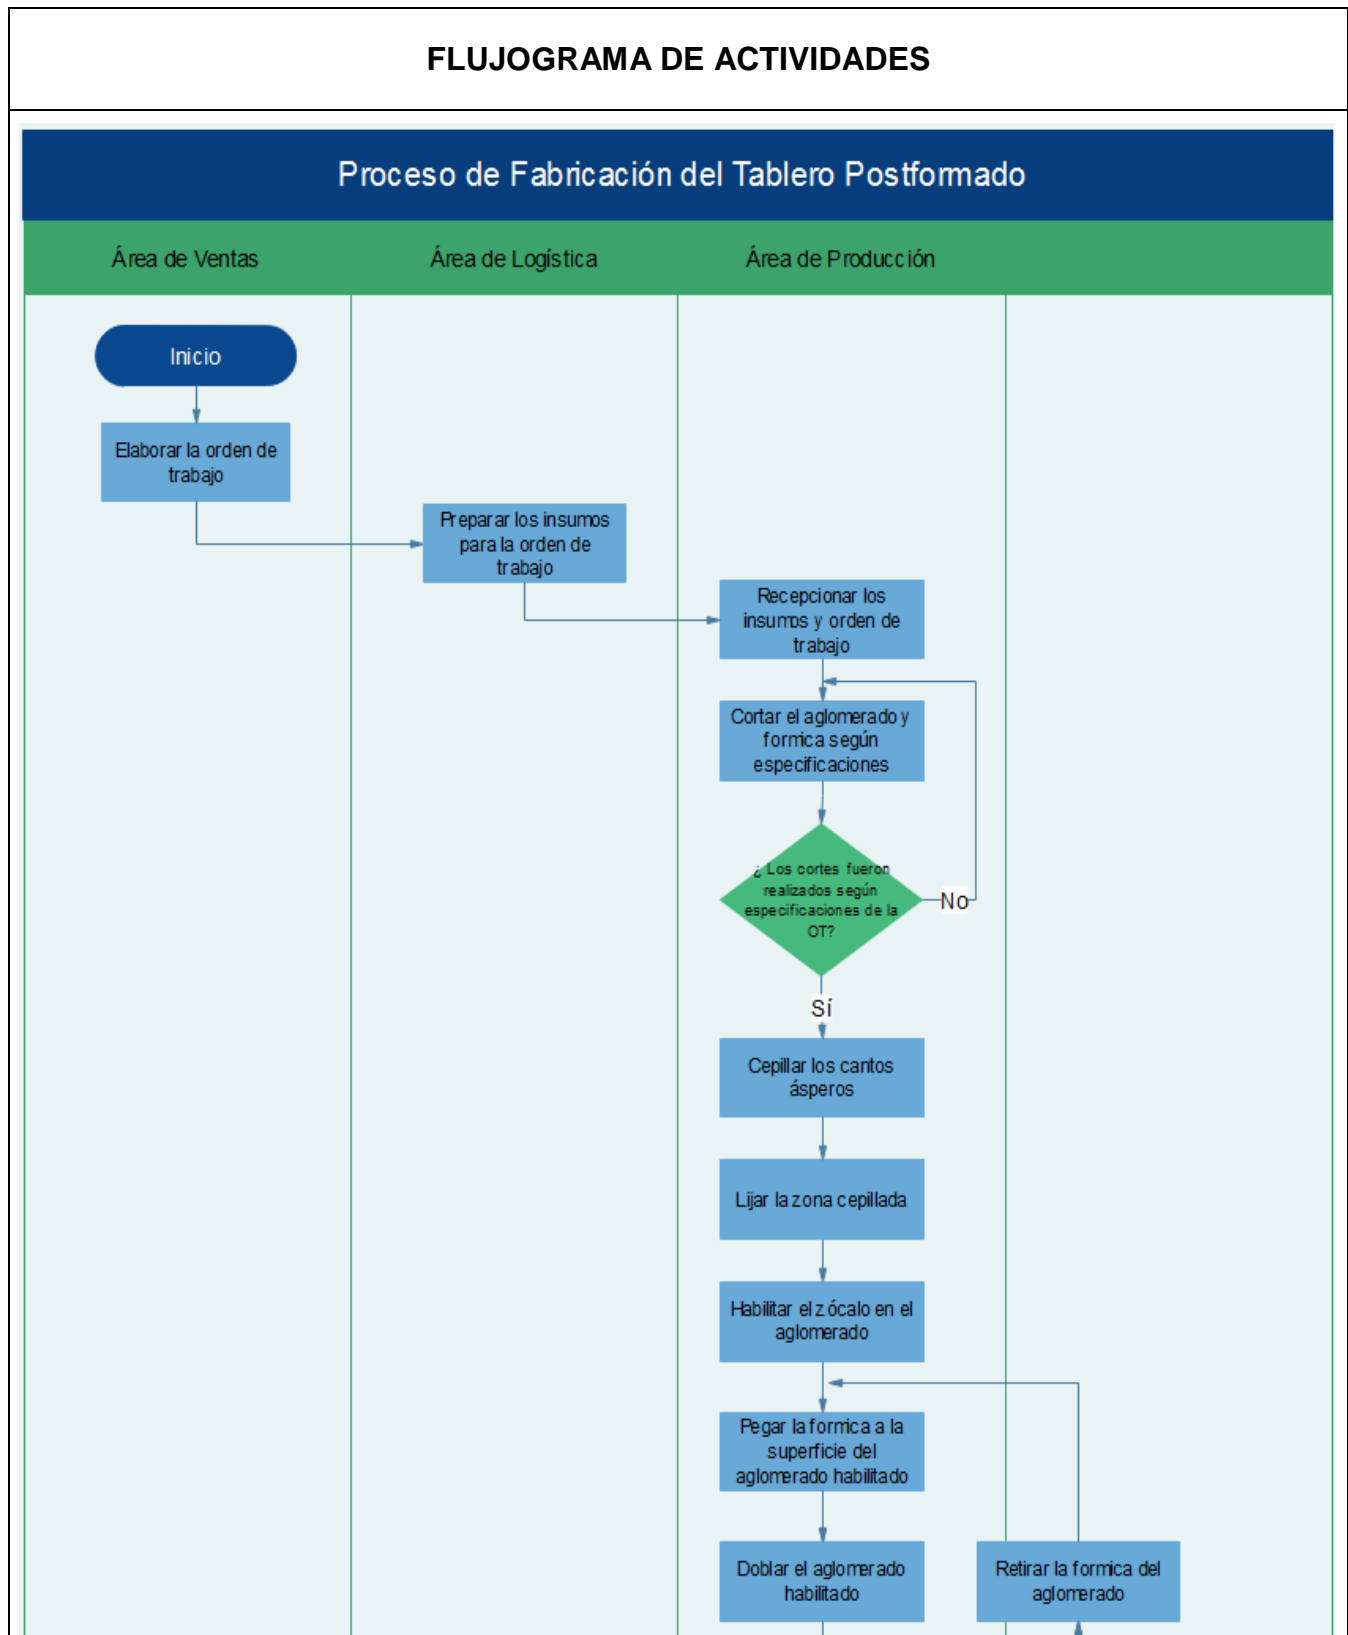 FLUJOGRAMA DE ACTIVIDADES
Proceso de Fabricación del Tablero Postformado
Área de Ventas
Área de Logística
Área de Producción
Inicio
Elaborar la orden de
trabajo
Preparar los insumos
para la orden de
trabajo
Recepcionar los
insumos y orden de
trabajo
Cortar el aglomerado y
formica según
especificaciones
¿ Los cortes fueron
realizados según
especificaciones de la
OT?
No
Sí
Cepillar los cantos
ásperos
Lijar la zona cepillada
Habilitar el zócalo en el
aglomerado
Pegar la formica a la
superficie del
aglomerado habilitado
Doblar el aglomerado
habilitado
Retirar la formica del
aglomerado